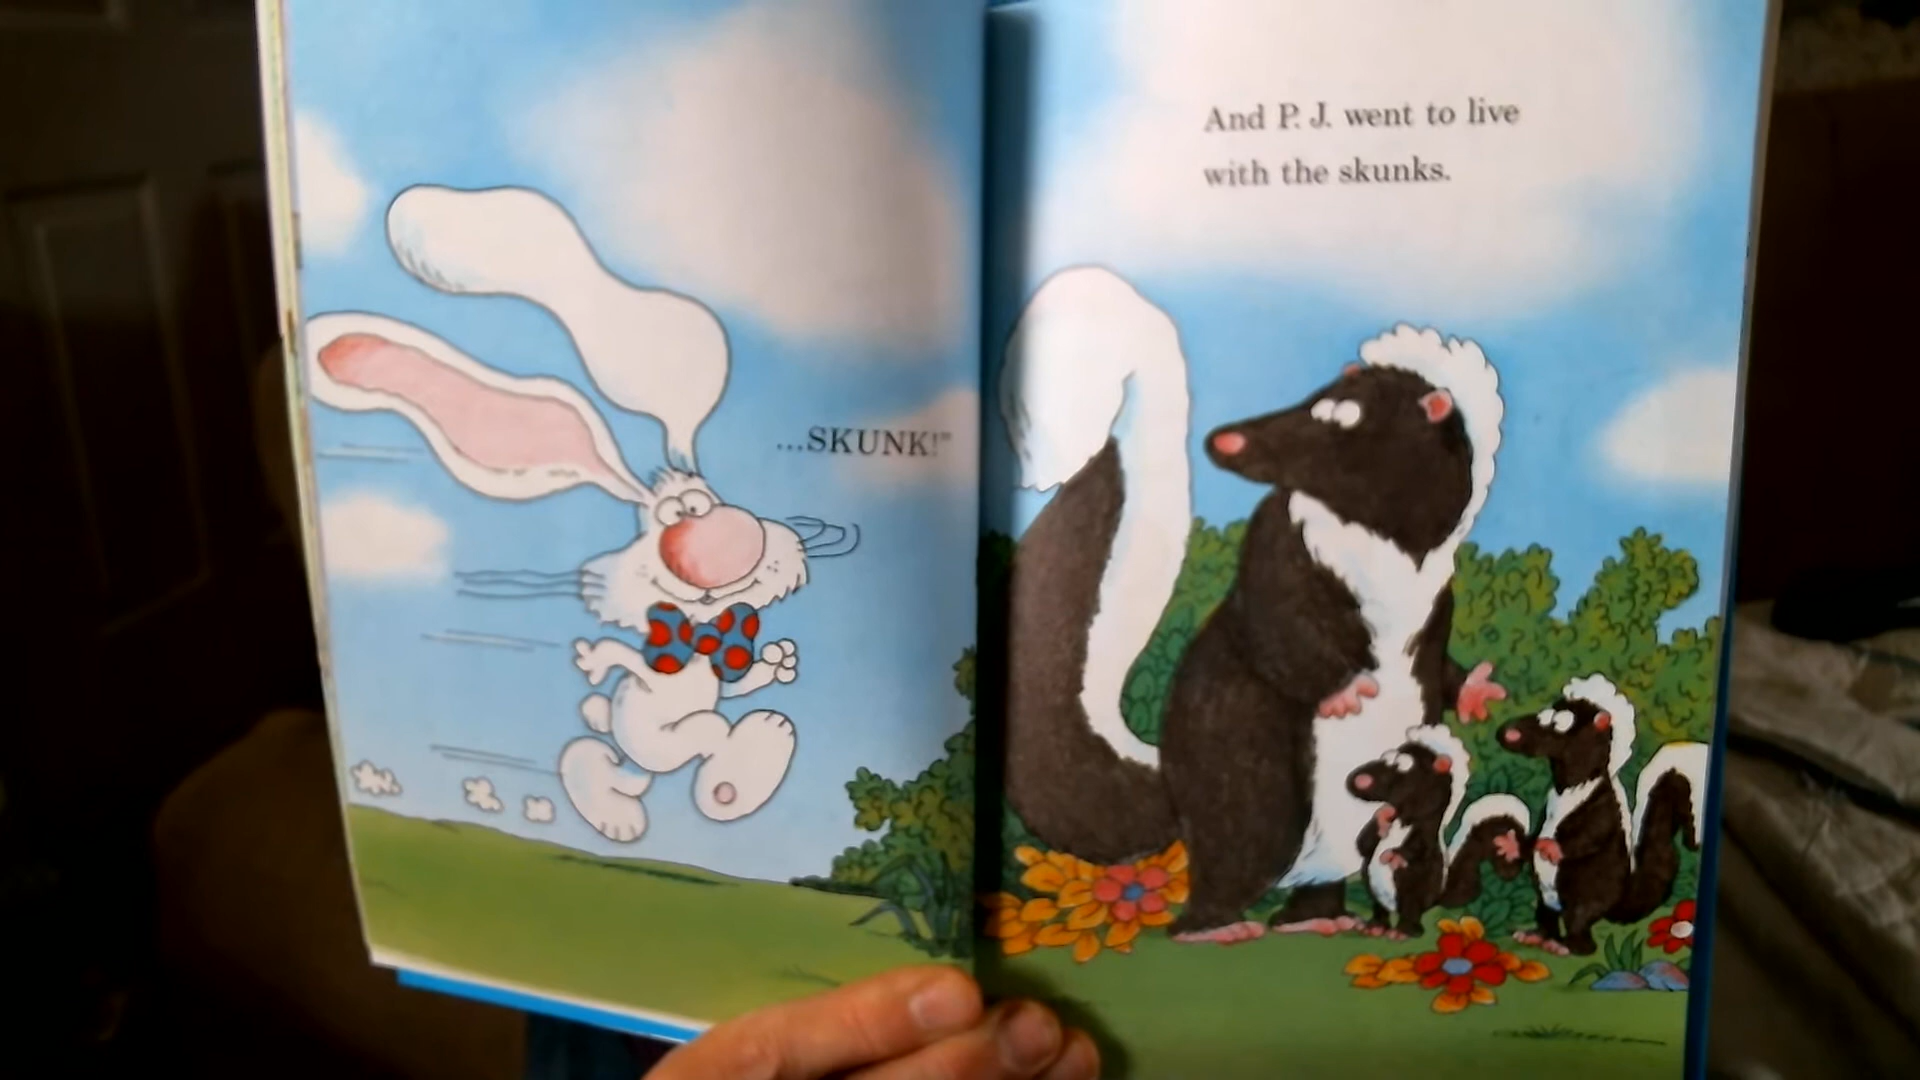 ...SKUNK!"
And P. J. went to live
with the skunks.